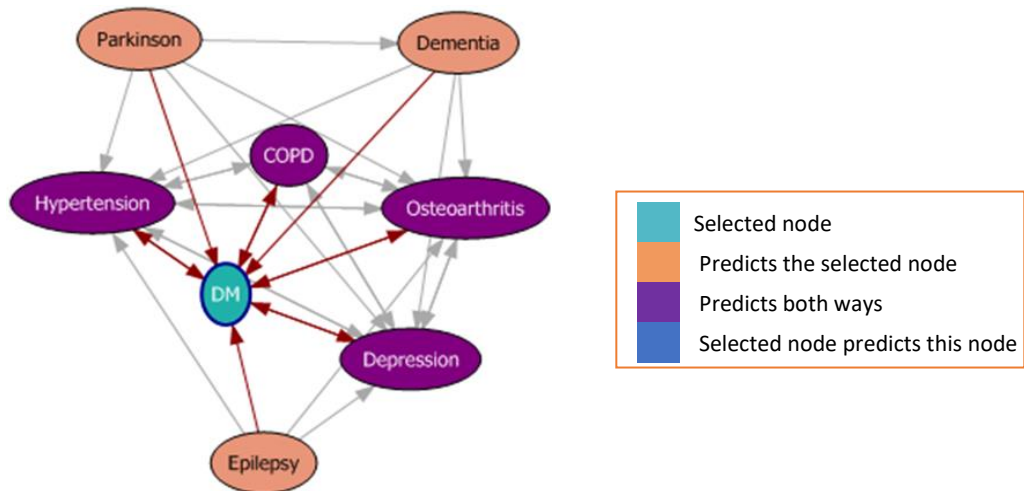 Parkinson
Dementia
COPD
Hypertension
Osteoarthritis
DM
Depression
Epilepsy
Selected node
Predicts the selected node
Predicts both ways
Selected node predicts this node